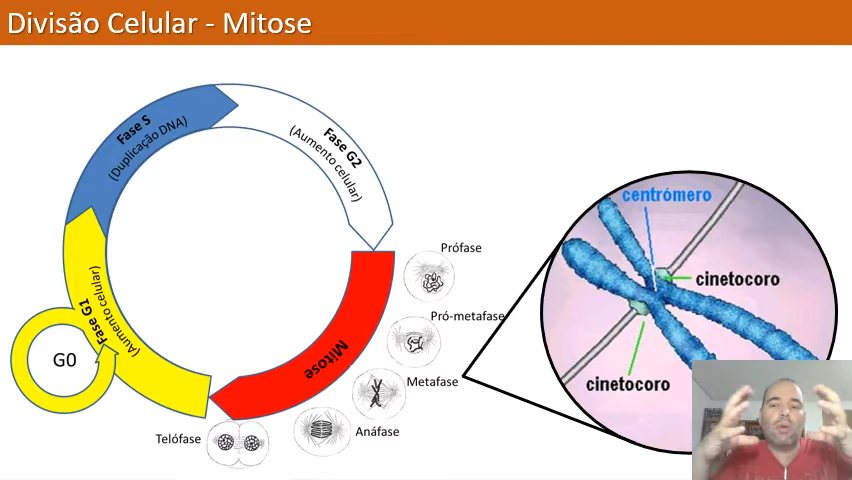 Divisão Celular - Mitose
Fase S
(Duplicação DNA)
Fase G2
(Aumento celular)
Fase G1
(Aumento celular)
G0
Mitose
Prófase
Pró-metafase
Metafase
Anáfase
Telófase
centrómero
cinetocoro
cinetocoro